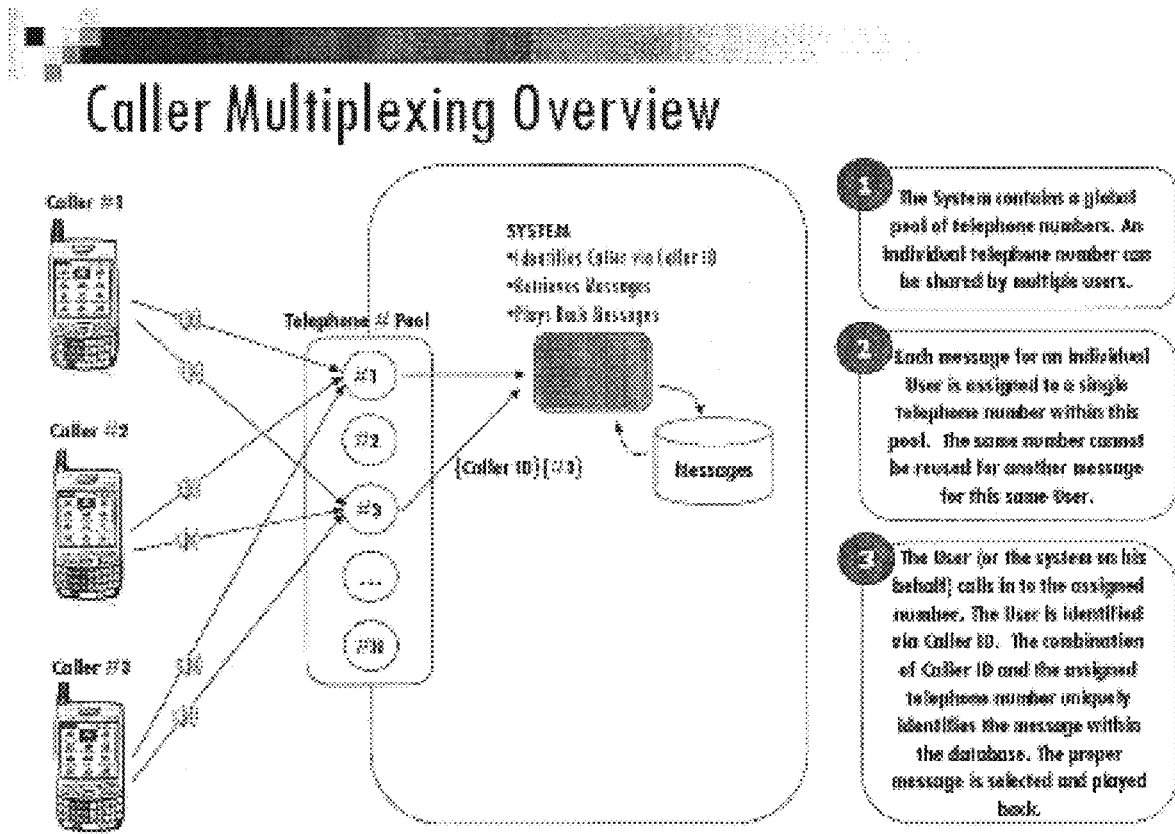 Caller Multiplexing Overview
Caller #1
Caller #2
Caller #3
Telephone # Pool
#1
#2
#3
...
#N
SYSTEM
•Identifies Caller via Caller ID
•Retrieves Messages
•Plays Back Messages
Messages
1
The System contains a global
pool of telephone numbers. An
individual telephone number can
be shared by multiple users.
2
Each message for an individual
User is assigned to a single
telephone number within this
pool. The same number cannot
be reused for another message
for this same User.
3
The User (or the system on his
behalf) calls in to the assigned
number. The User is identified
via Caller ID. The combination
of Caller ID and the assigned
telephone number uniquely
identifies the message within
the database. The proper
message is selected and played
back.